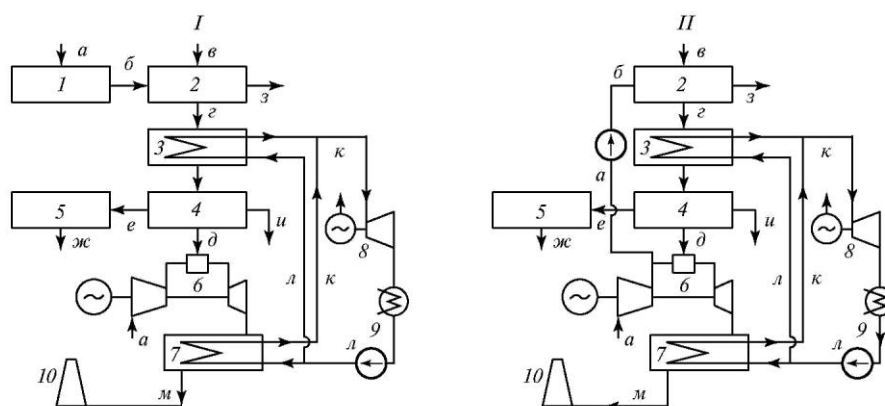 I II
а б в
1 2 з
г
3 к
5 е 4 и
ж д 8
6 л к
а 9
7 л
10 м
б в
2 з
г
а 3 к
5 е 4 и
ж д 8
6 л к
а 9
7 л
10 м